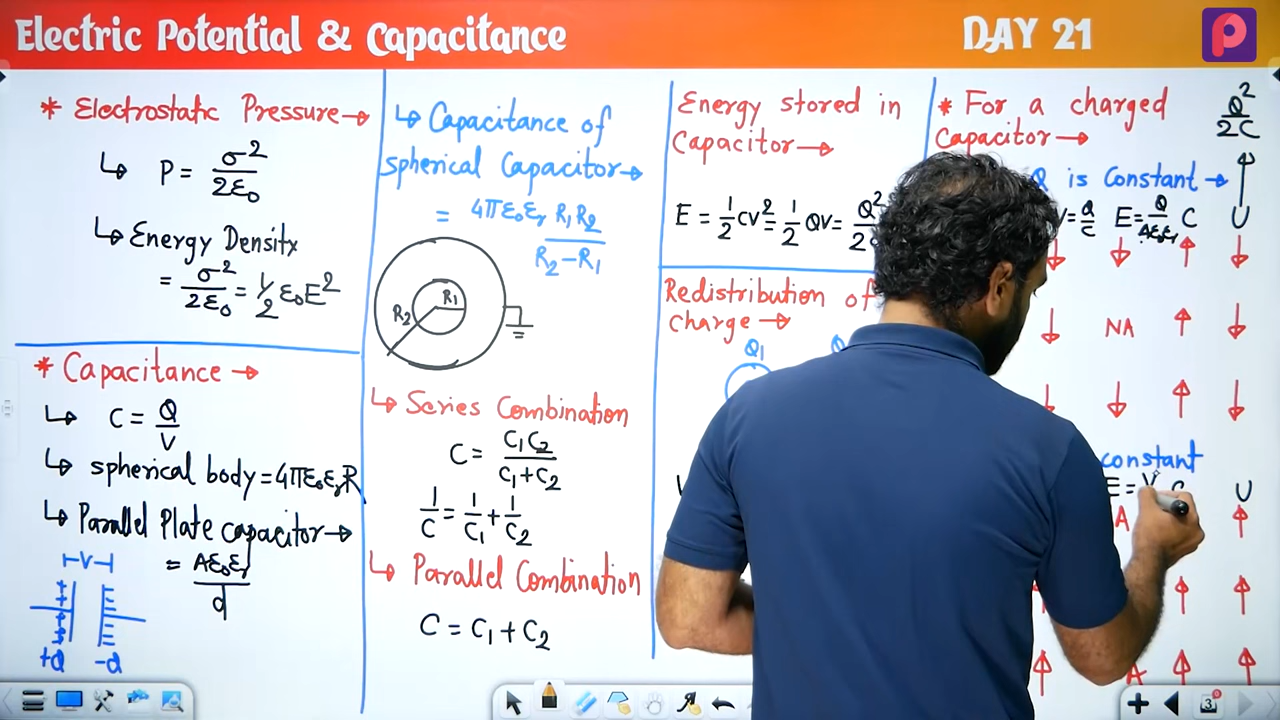 Electric Potential & Capacitance
DAY 21
* Electrostatic Pressure →
↳ P = σ²/2ε₀
↳ Energy Density
= σ²/2ε₀ = 1/2 ε₀E²
* Capacitance →
↳ C = Q/V
↳ spherical body = 4πε₀εᵣR
↳ Parallel Plate capacitor →
= Aε₀εᵣ/d
V
+Q -Q
↳ Capacitance of
spherical Capacitor →
= 4πε₀εᵣ R₁R₂/R₂-R₁
R₁
R₂
↳ Series Combination
C = C₁C₂/C₁+C₂
1/C = 1/C₁ + 1/C₂
↳ Parallel Combination
C = C₁ + C₂
Energy stored in
Capacitor →
E = 1/2 CV² = 1/2 QV = Q²/2
Redistribution of
charge →
Q₁
* For a charged
Capacitor →
Q²/2C
Q is Constant →
V = Q/C E = Q/Aε₀εᵣ C U
↓ ↓ ↑ ↓
↓ NA ↑ ↓
↓ ↓ ↑ ↓
constant
E = V C U
A ↑
↑ ↑ ↑
↑ A ↑ ↑
3